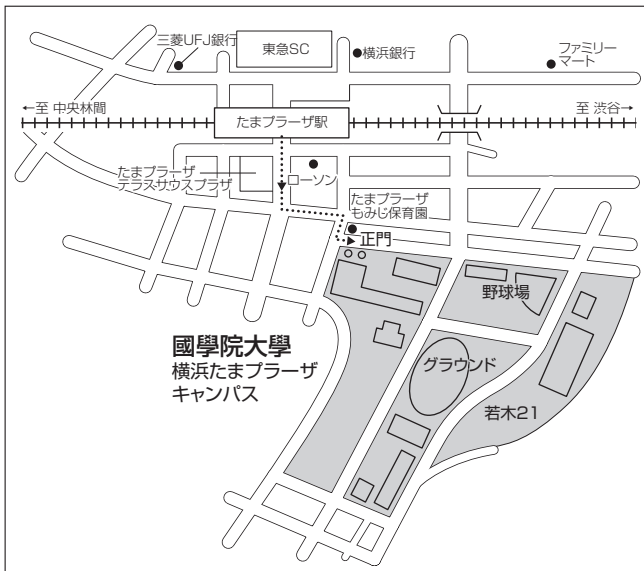 三菱UFJ銀行
東急SC
横浜銀行
ファミリー
マート
←至 中央林間
たまプラーザ駅
至 渋谷→
たまプラーザ
テラスサウスプラザ
ローソン
たまプラーザ
もみじ保育園
正門
野球場
國學院大學
横浜たまプラーザ
キャンパス
グラウンド
若木21